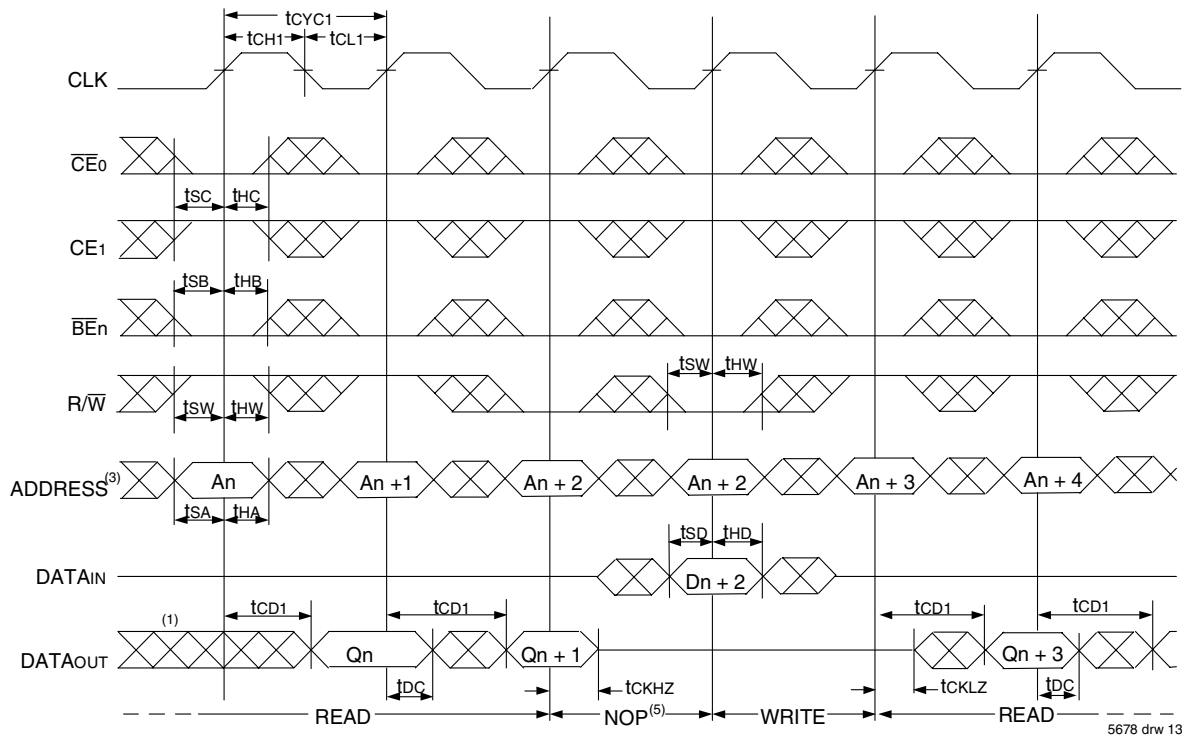 tCYC1
tCH1 tCL1
CLK
CE0
tSC tHC
CE1
tSB tHB
BEn
tSW tHW
R/W
tSW tHW
ADDRESS(3) An An +1 An + 2 An + 2 An + 3 An + 4
tSA tHA
tSD tHD
DATAIN Dn + 2
(1) tCD1 tCD1 tCD1 tCD1
DATAOUT Qn Qn + 1 Qn + 3
tDC tCKHZ tCKLZ tDC
READ NOP(5) WRITE READ
5678 drw 13